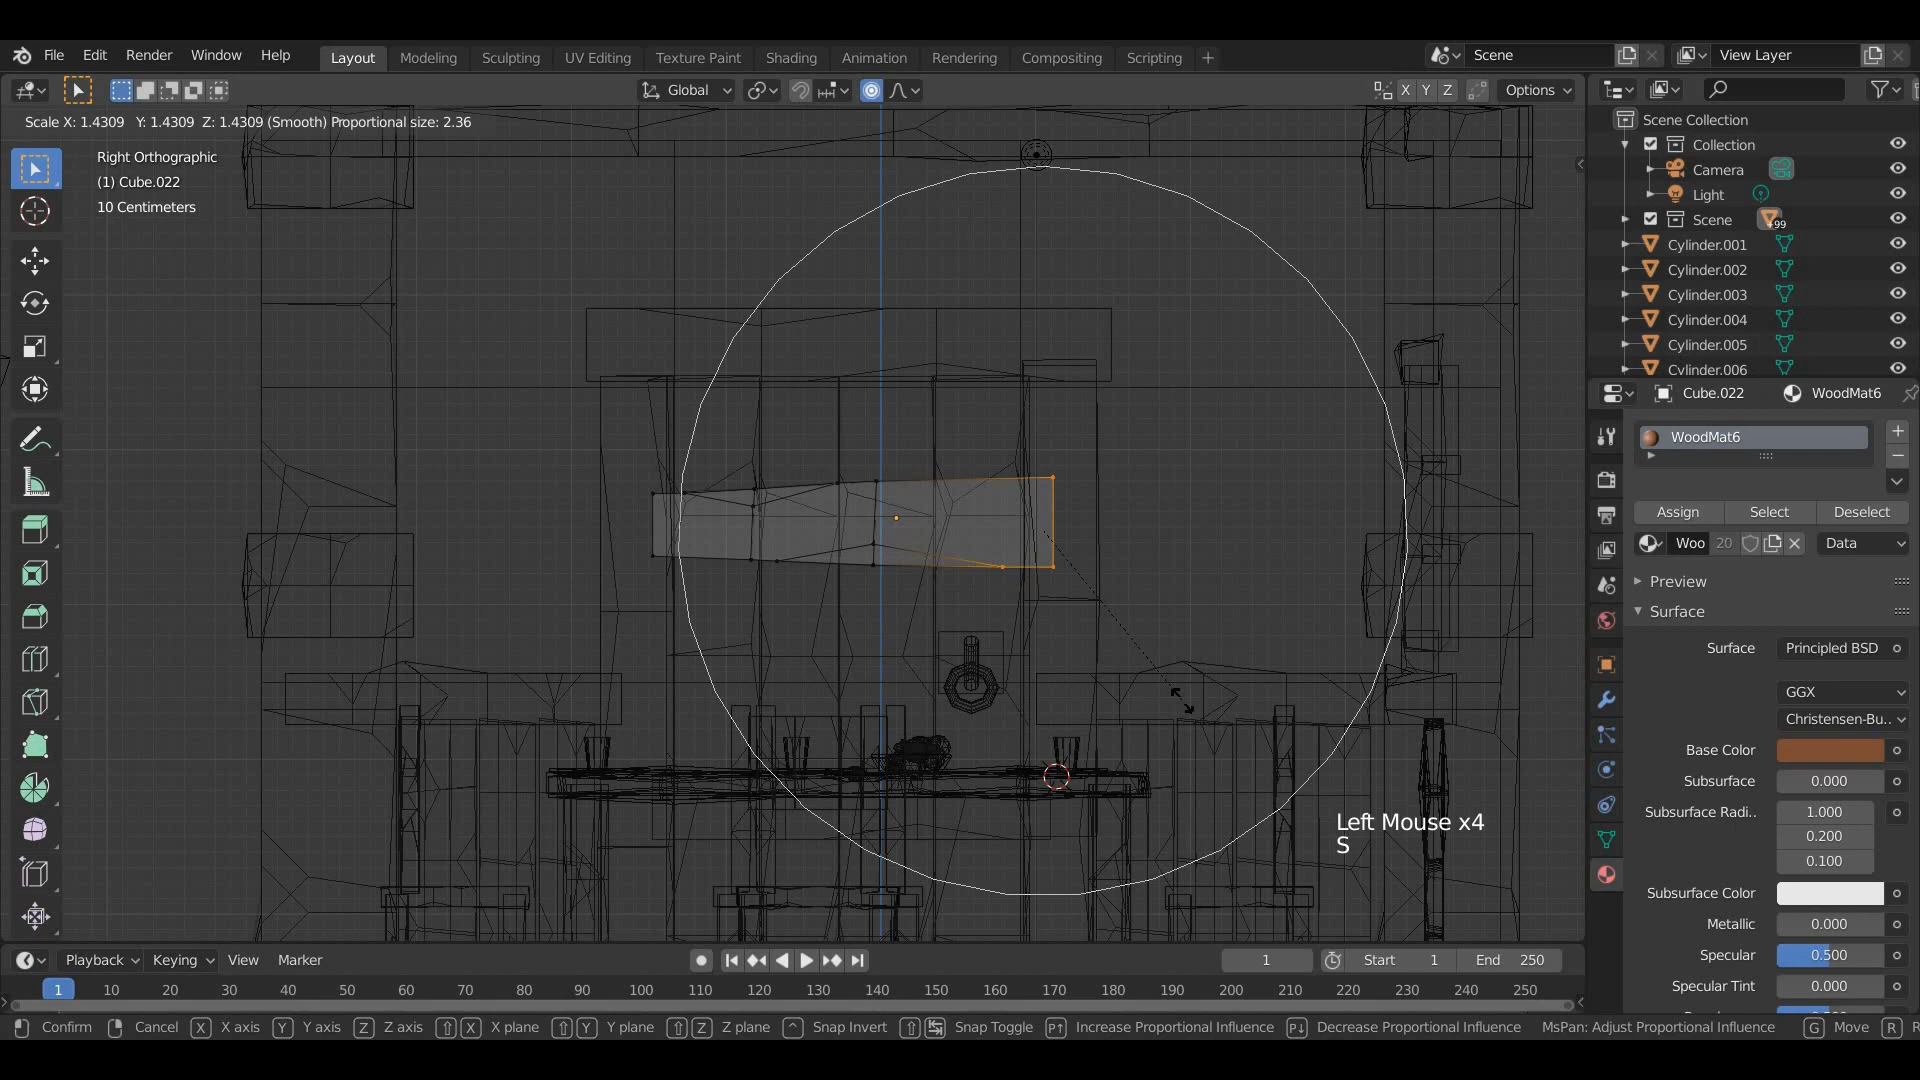 File Edit Render Window Help Layout Modeling Sculpting UV Editing Texture Paint Shading Animation Rendering Compositing Scripting + Scene View Layer
Global X Y Z Options
Scale X: 1.4309 Y: 1.4309 Z: 1.4309 (Smooth) Proportional size: 2.36
Right Orthographic
(1) Cube.022
10 Centimeters
Scene Collection
Collection
Camera
Light
Scene +99
Cylinder.001
Cylinder.002
Cylinder.003
Cylinder.004
Cylinder.005
Cylinder.006
Cube.022 WoodMat6
WoodMat6
Assign Select Deselect
Woo 20 Data
Preview
Surface
Surface Principled BSD
GGX
Christensen-Bu..
Base Color
Subsurface 0.000
Subsurface Radi.. 1.000
0.200
0.100
Subsurface Color
Metallic 0.000
Specular 0.500
Specular Tint 0.000
Left Mouse x4
S
Playback Keying View Marker 1 Start 1 End 250
1 10 20 30 40 50 60 70 80 90 100 110 120 130 140 150 160 170 180 190 200 210 220 230 240 250
Confirm Cancel X X axis Y Y axis Z Z axis X X plane Y Y plane Z Z plane Snap Invert Snap Toggle P↑ Increase Proportional Influence P↓ Decrease Proportional Influence MsPan: Adjust Proportional Influence G Move R